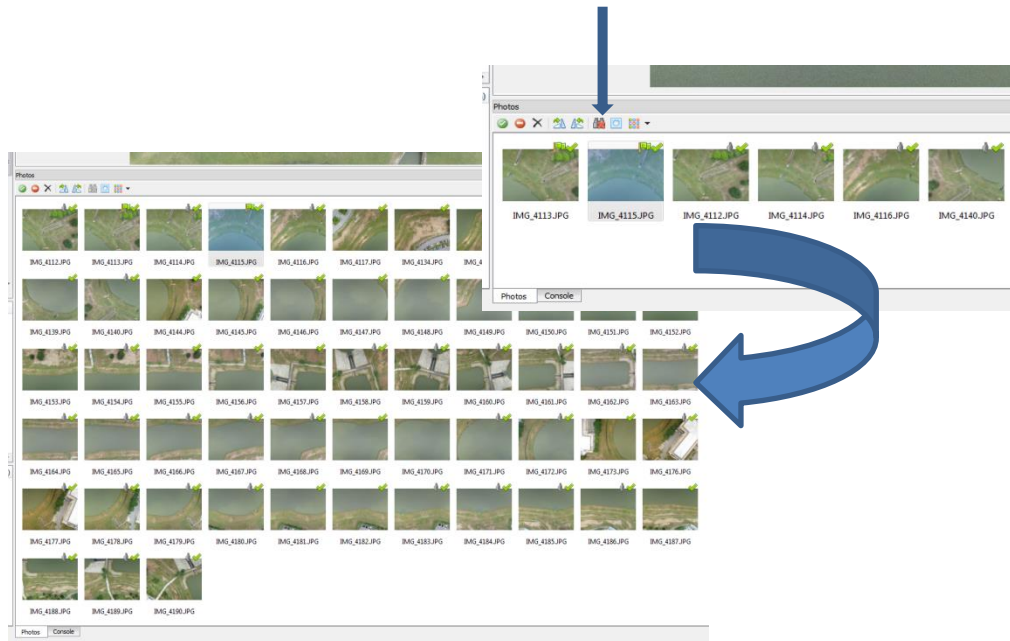 Photos
IMG_4113.JPG IMG_4115.JPG IMG_4112.JPG IMG_4114.JPG IMG_4116.JPG IMG_4140.JPG
Photos Console
Photos
IMG_4112.JPG IMG_4113.JPG IMG_4114.JPG IMG_4115.JPG IMG_4116.JPG IMG_4117.JPG IMG_4134.JPG IMG_4
IMG_4139.JPG IMG_4140.JPG IMG_4144.JPG IMG_4145.JPG IMG_4146.JPG IMG_4147.JPG IMG_4148.JPG IMG_4149.JPG IMG_4150.JPG IMG_4151.JPG IMG_4152.JPG
IMG_4153.JPG IMG_4154.JPG IMG_4155.JPG IMG_4156.JPG IMG_4157.JPG IMG_4158.JPG IMG_4159.JPG IMG_4160.JPG IMG_4161.JPG IMG_4162.JPG IMG_4163.JPG
IMG_4164.JPG IMG_4165.JPG IMG_4166.JPG IMG_4167.JPG IMG_4168.JPG IMG_4169.JPG IMG_4170.JPG IMG_4171.JPG IMG_4172.JPG IMG_4173.JPG IMG_4176.JPG
IMG_4177.JPG IMG_4178.JPG IMG_4179.JPG IMG_4180.JPG IMG_4181.JPG IMG_4182.JPG IMG_4183.JPG IMG_4184.JPG IMG_4185.JPG IMG_4186.JPG IMG_4187.JPG
IMG_4188.JPG IMG_4189.JPG IMG_4190.JPG
Photos Console